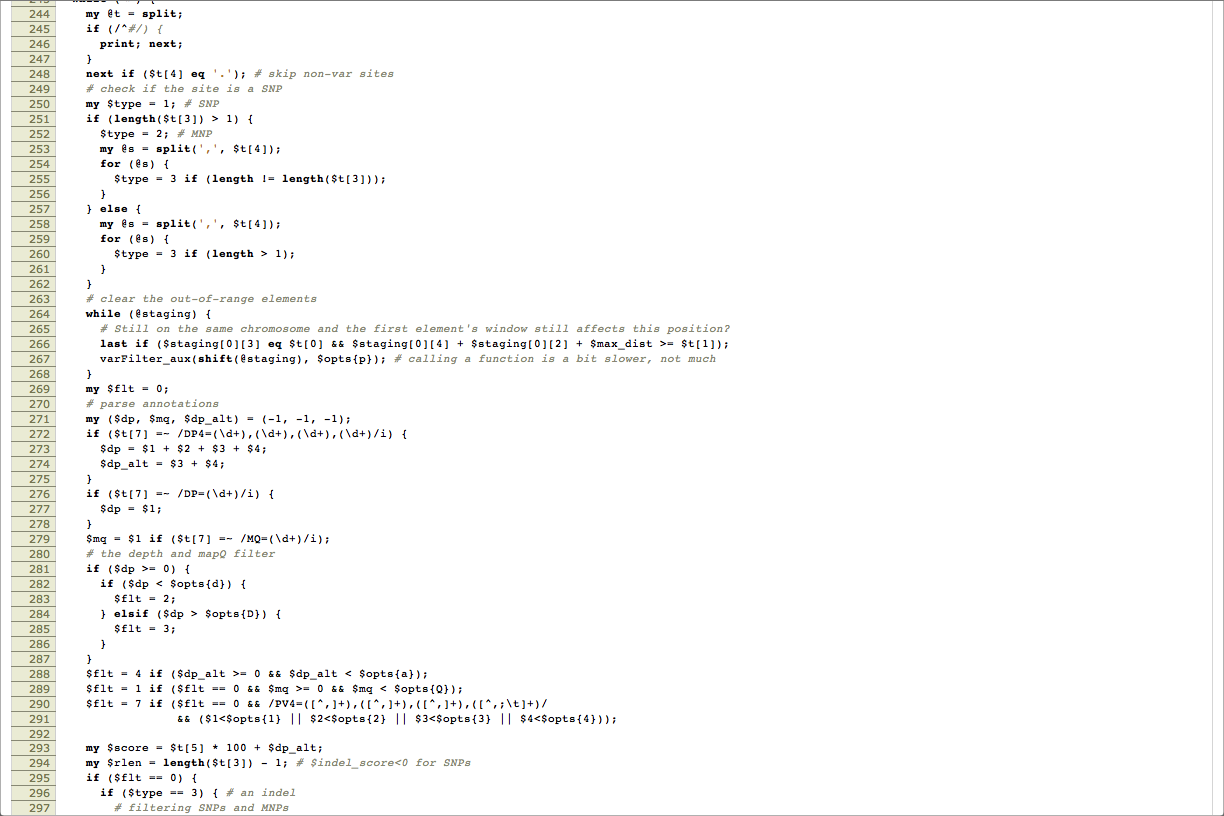 244 my @t = split;
245 if (/^#/) {
246 print; next;
247 }
248 next if ($t[4] eq '.'); # skip non-var sites
249 # check if the site is a SNP
250 my $type = 1; # SNP
251 if (length($t[3]) > 1) {
252 $type = 2; # MNP
253 my @s = split(',', $t[4]);
254 for (@s) {
255 $type = 3 if (length != length($t[3]));
256 }
257 } else {
258 my @s = split(',', $t[4]);
259 for (@s) {
260 $type = 3 if (length > 1);
261 }
262 }
263 # clear the out-of-range elements
264 while (@staging) {
265 # Still on the same chromosome and the first element's window still affects this position?
266 last if ($staging[0][3] eq $t[0] && $staging[0][4] + $staging[0][2] + $max_dist >= $t[1]);
267 varFilter_aux(shift(@staging), $opts{p}); # calling a function is a bit slower, not much
268 }
269 my $flt = 0;
270 # parse annotations
271 my ($dp, $mq, $dp_alt) = (-1, -1, -1);
272 if ($t[7] =~ /DP4=(\d+),(\d+),(\d+),(\d+)/i) {
273 $dp = $1 + $2 + $3 + $4;
274 $dp_alt = $3 + $4;
275 }
276 if ($t[7] =~ /DP=(\d+)/i) {
277 $dp = $1;
278 }
279 $mq = $1 if ($t[7] =~ /MQ=(\d+)/i);
280 # the depth and mapQ filter
281 if ($dp >= 0) {
282 if ($dp < $opts{d}) {
283 $flt = 2;
284 } elsif ($dp > $opts{D}) {
285 $flt = 3;
286 }
287 }
288 $flt = 4 if ($dp_alt >= 0 && $dp_alt < $opts{a});
289 $flt = 1 if ($flt == 0 && $mq >= 0 && $mq < $opts{Q});
290 $flt = 7 if ($flt == 0 && /PV4=([^,]+),([^,]+),([^,]+),([^,;\t]+)/
291 && ($1<$opts{1} || $2<$opts{2} || $3<$opts{3} || $4<$opts{4}));
292
293 my $score = $t[5] * 100 + $dp_alt;
294 my $rlen = length($t[3]) - 1; # $indel_score<0 for SNPs
295 if ($flt == 0) {
296 if ($type == 3) { # an indel
297 # filtering SNPs and MNPs